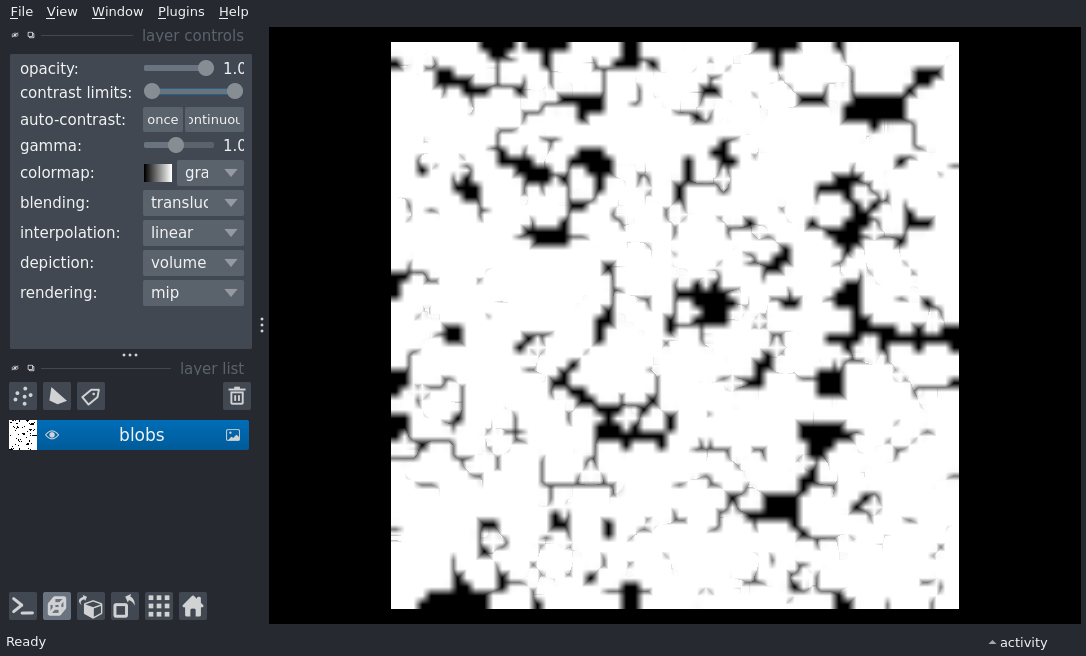 File View Window Plugins Help
layer controls
opacity: 1.0
contrast limits:
auto-contrast: once ontinuou
gamma: 1.0
colormap: gra
blending: transluc
interpolation: linear
depiction: volume
rendering: mip
layer list
blobs
Ready
activity